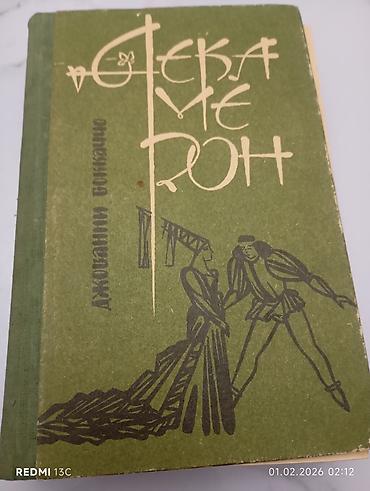 ДЕКА
МЕ
РОН
ДЖОВАННИ БОККАЧЧО
REDMI 13C
01.02.2026 02:12